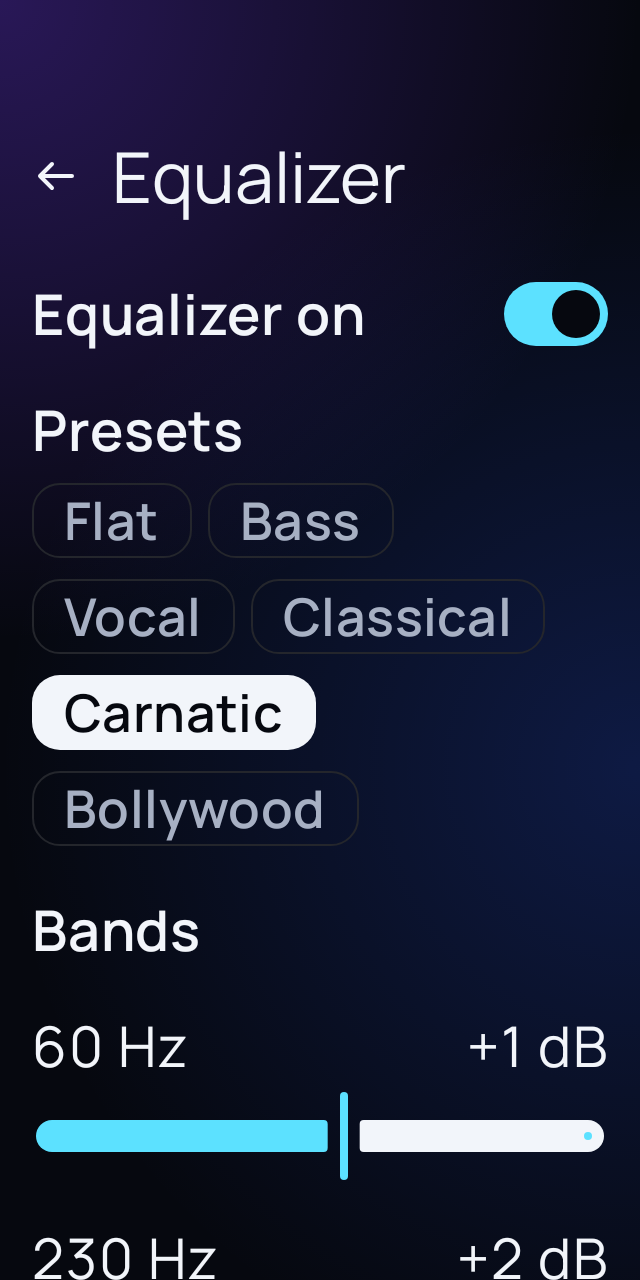 Equalizer
Equalizer on
Presets
Flat Bass
Vocal Classical
Carnatic
Bollywood
Bands
60 Hz +1 dB
230 Hz +2 dB